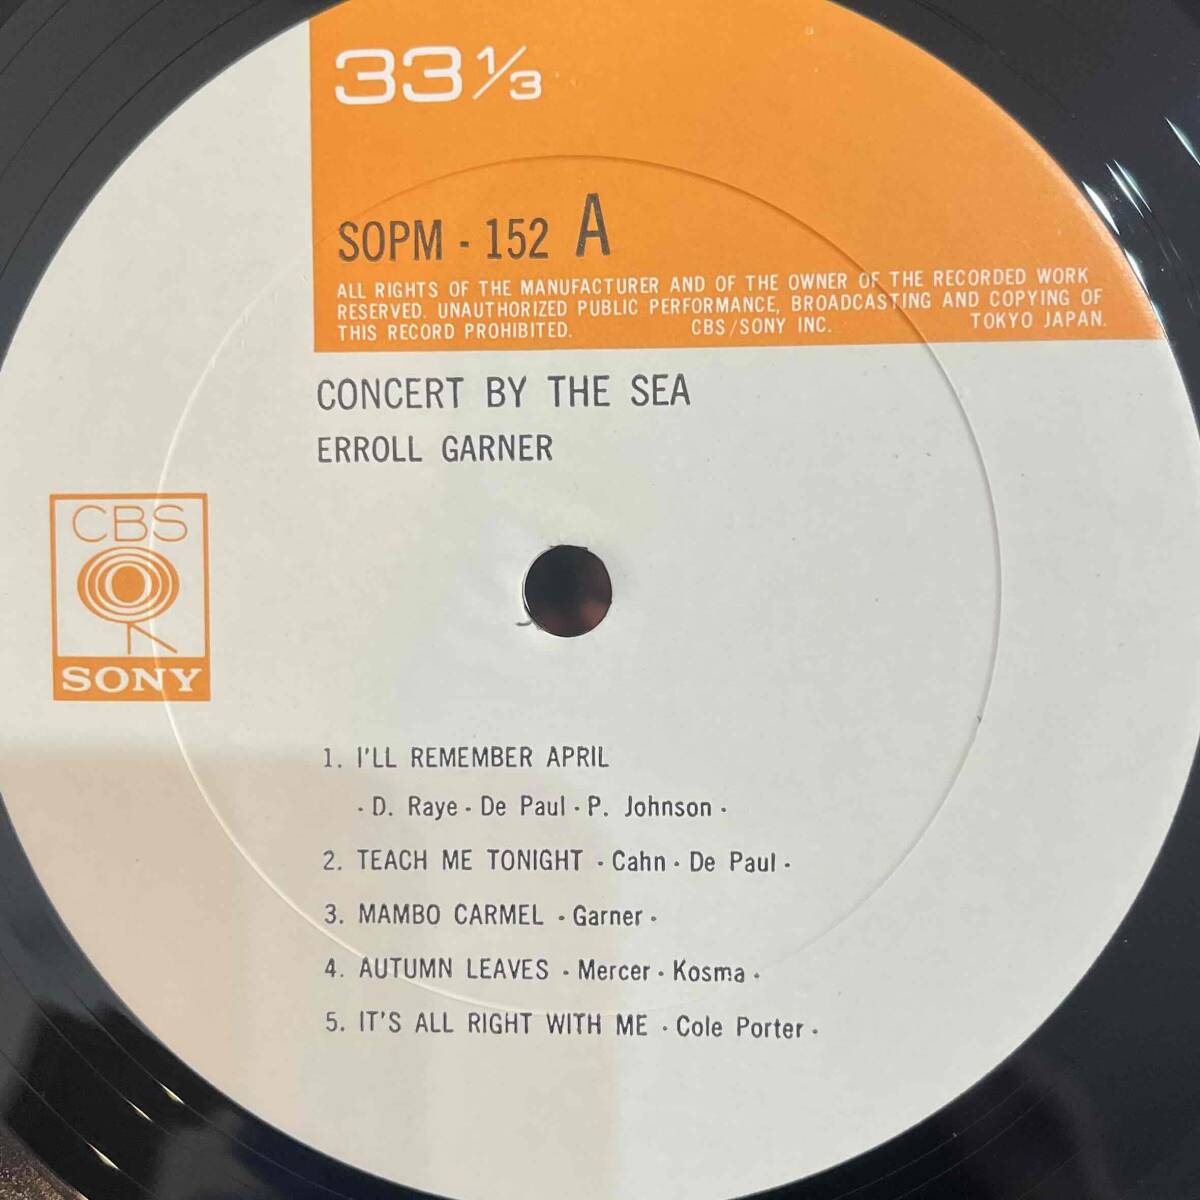 33 1/3
SOPM - 152 A
ALL RIGHTS OF THE MANUFACTURER AND OF THE OWNER OF THE RECORDED WORK
RESERVED. UNAUTHORIZED PUBLIC PERFORMANCE, BROADCASTING AND COPYING OF
THIS RECORD PROHIBITED. CBS/SONY INC. TOKYO JAPAN.
CONCERT BY THE SEA
ERROLL GARNER
CBS
SONY
1. I'LL REMEMBER APRIL
· D. Raye · De Paul · P. Johnson ·
2. TEACH ME TONIGHT · Cahn · De Paul ·
3. MAMBO CARMEL · Garner ·
4. AUTUMN LEAVES · Mercer · Kosma ·
5. IT'S ALL RIGHT WITH ME · Cole Porter ·